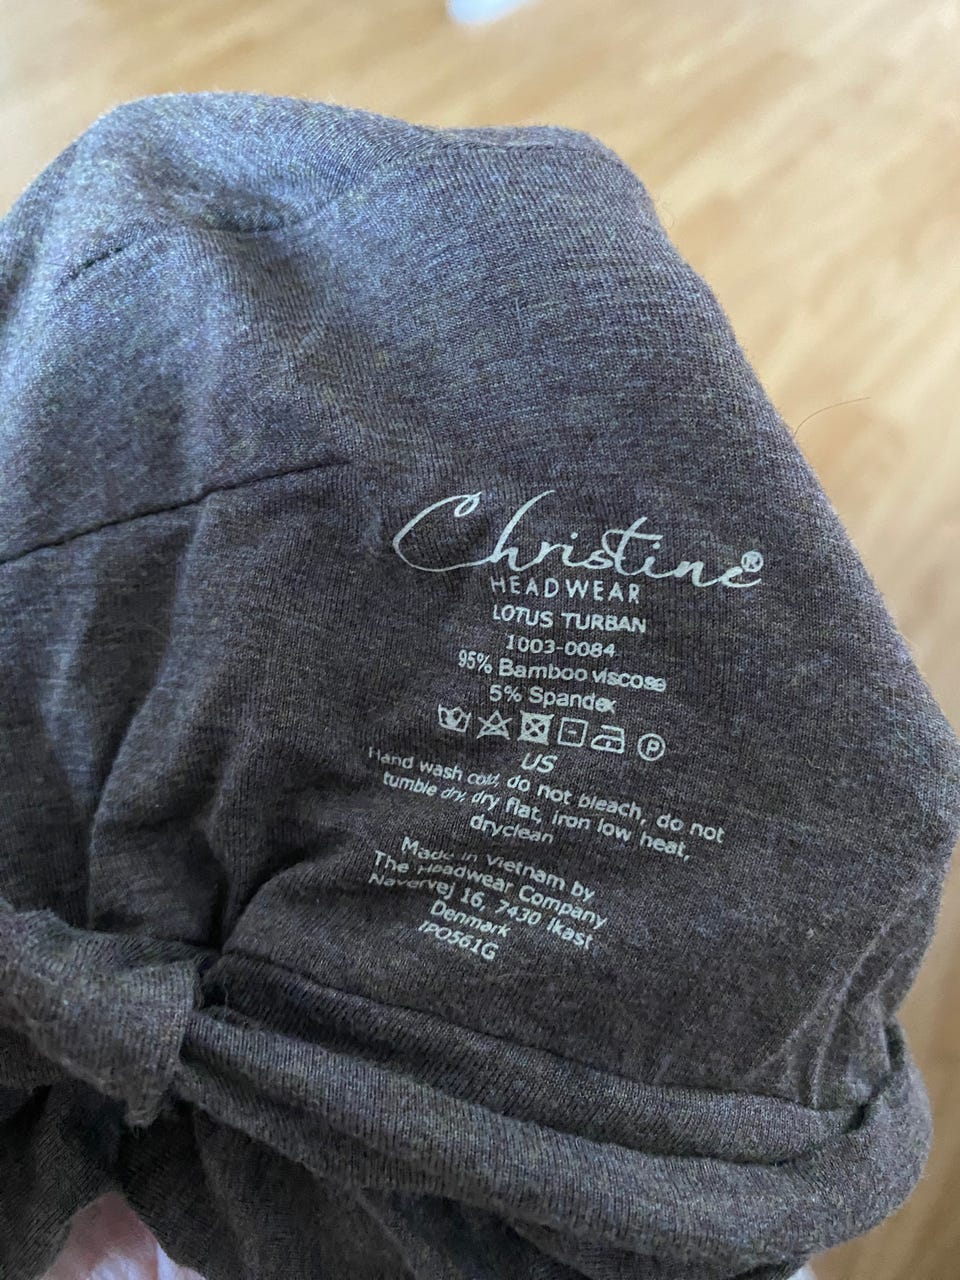 Christine®
HEADWEAR
LOTUS TURBAN
1003-0084
95% Bamboo viscose
5% Spandex
P
US
Hand wash cold, do not bleach, do not
tumble dry, dry flat, iron low heat,
dryclean
Made in Vietnam by
The Headwear Company
Navervej 16, 7430 Ikast
Denmark
IPO561G